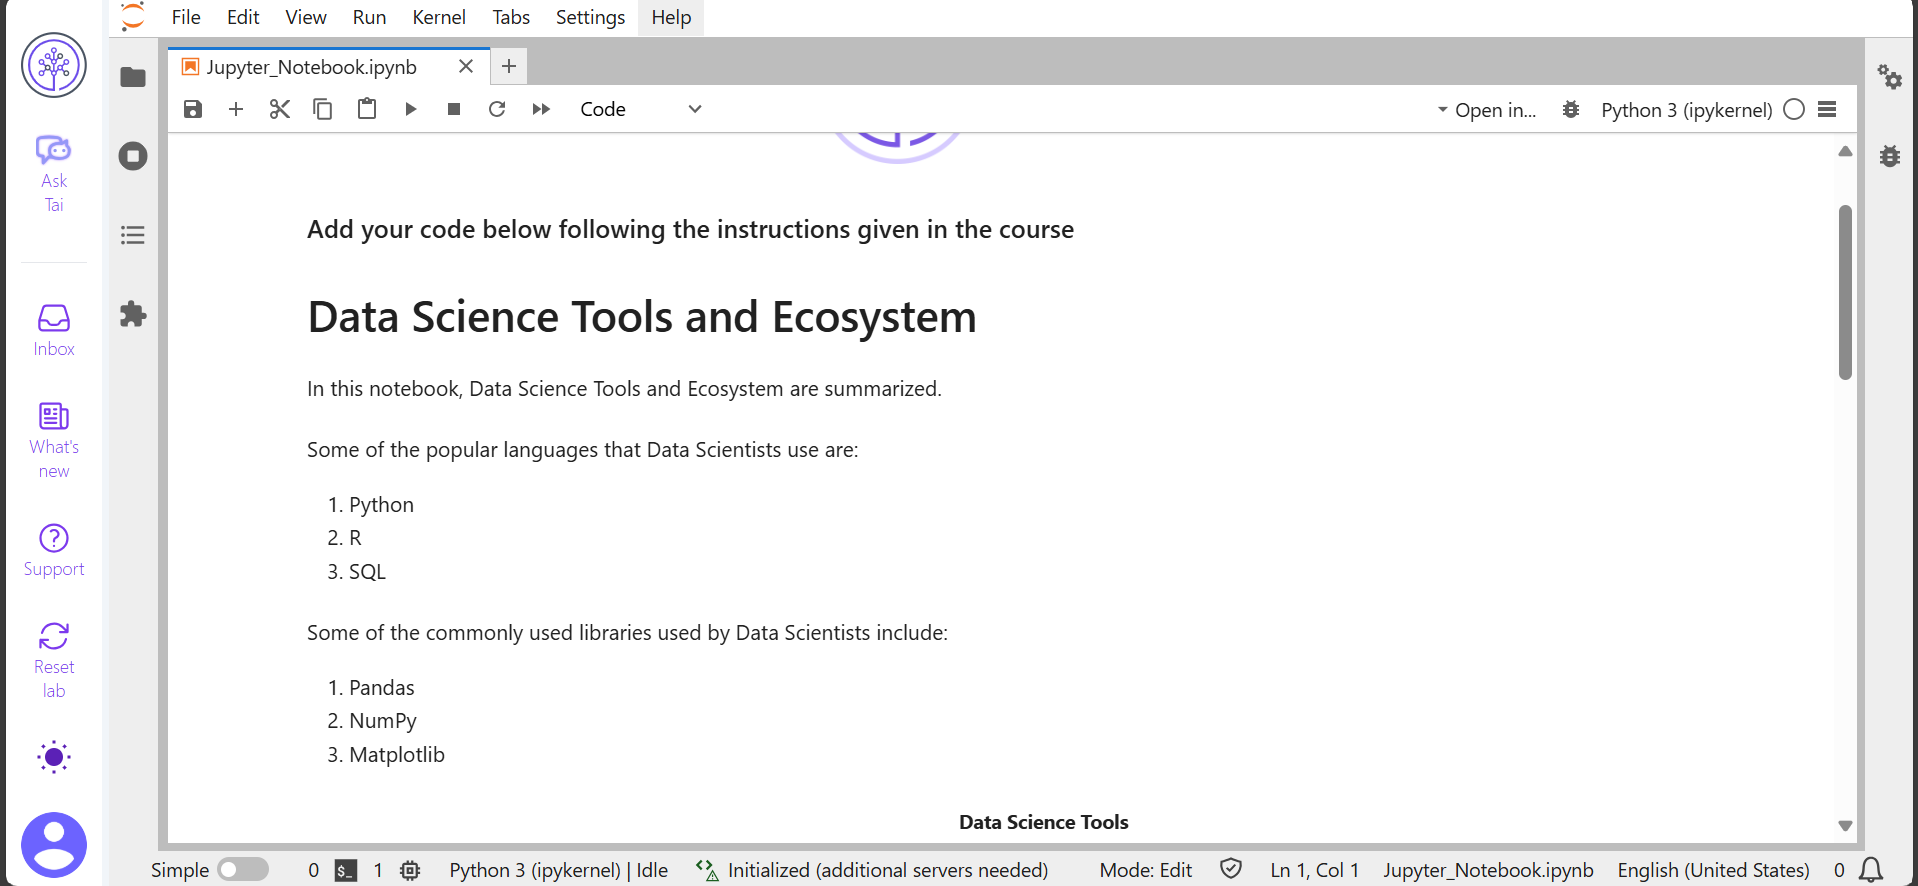 File Edit View Run Kernel Tabs Settings Help
Jupyter_Notebook.ipynb
Code
Open in...
Python 3 (ipykernel)
Ask
Tai
Inbox
What's
new
Support
Reset
lab
Add your code below following the instructions given in the course
Data Science Tools and Ecosystem
In this notebook, Data Science Tools and Ecosystem are summarized.
Some of the popular languages that Data Scientists use are:
1. Python
2. R
3. SQL
Some of the commonly used libraries used by Data Scientists include:
1. Pandas
2. NumPy
3. Matplotlib
Data Science Tools
Simple 0 $_ 1 Python 3 (ipykernel) | Idle Initialized (additional servers needed) Mode: Edit Ln 1, Col 1 Jupyter_Notebook.ipynb English (United States) 0